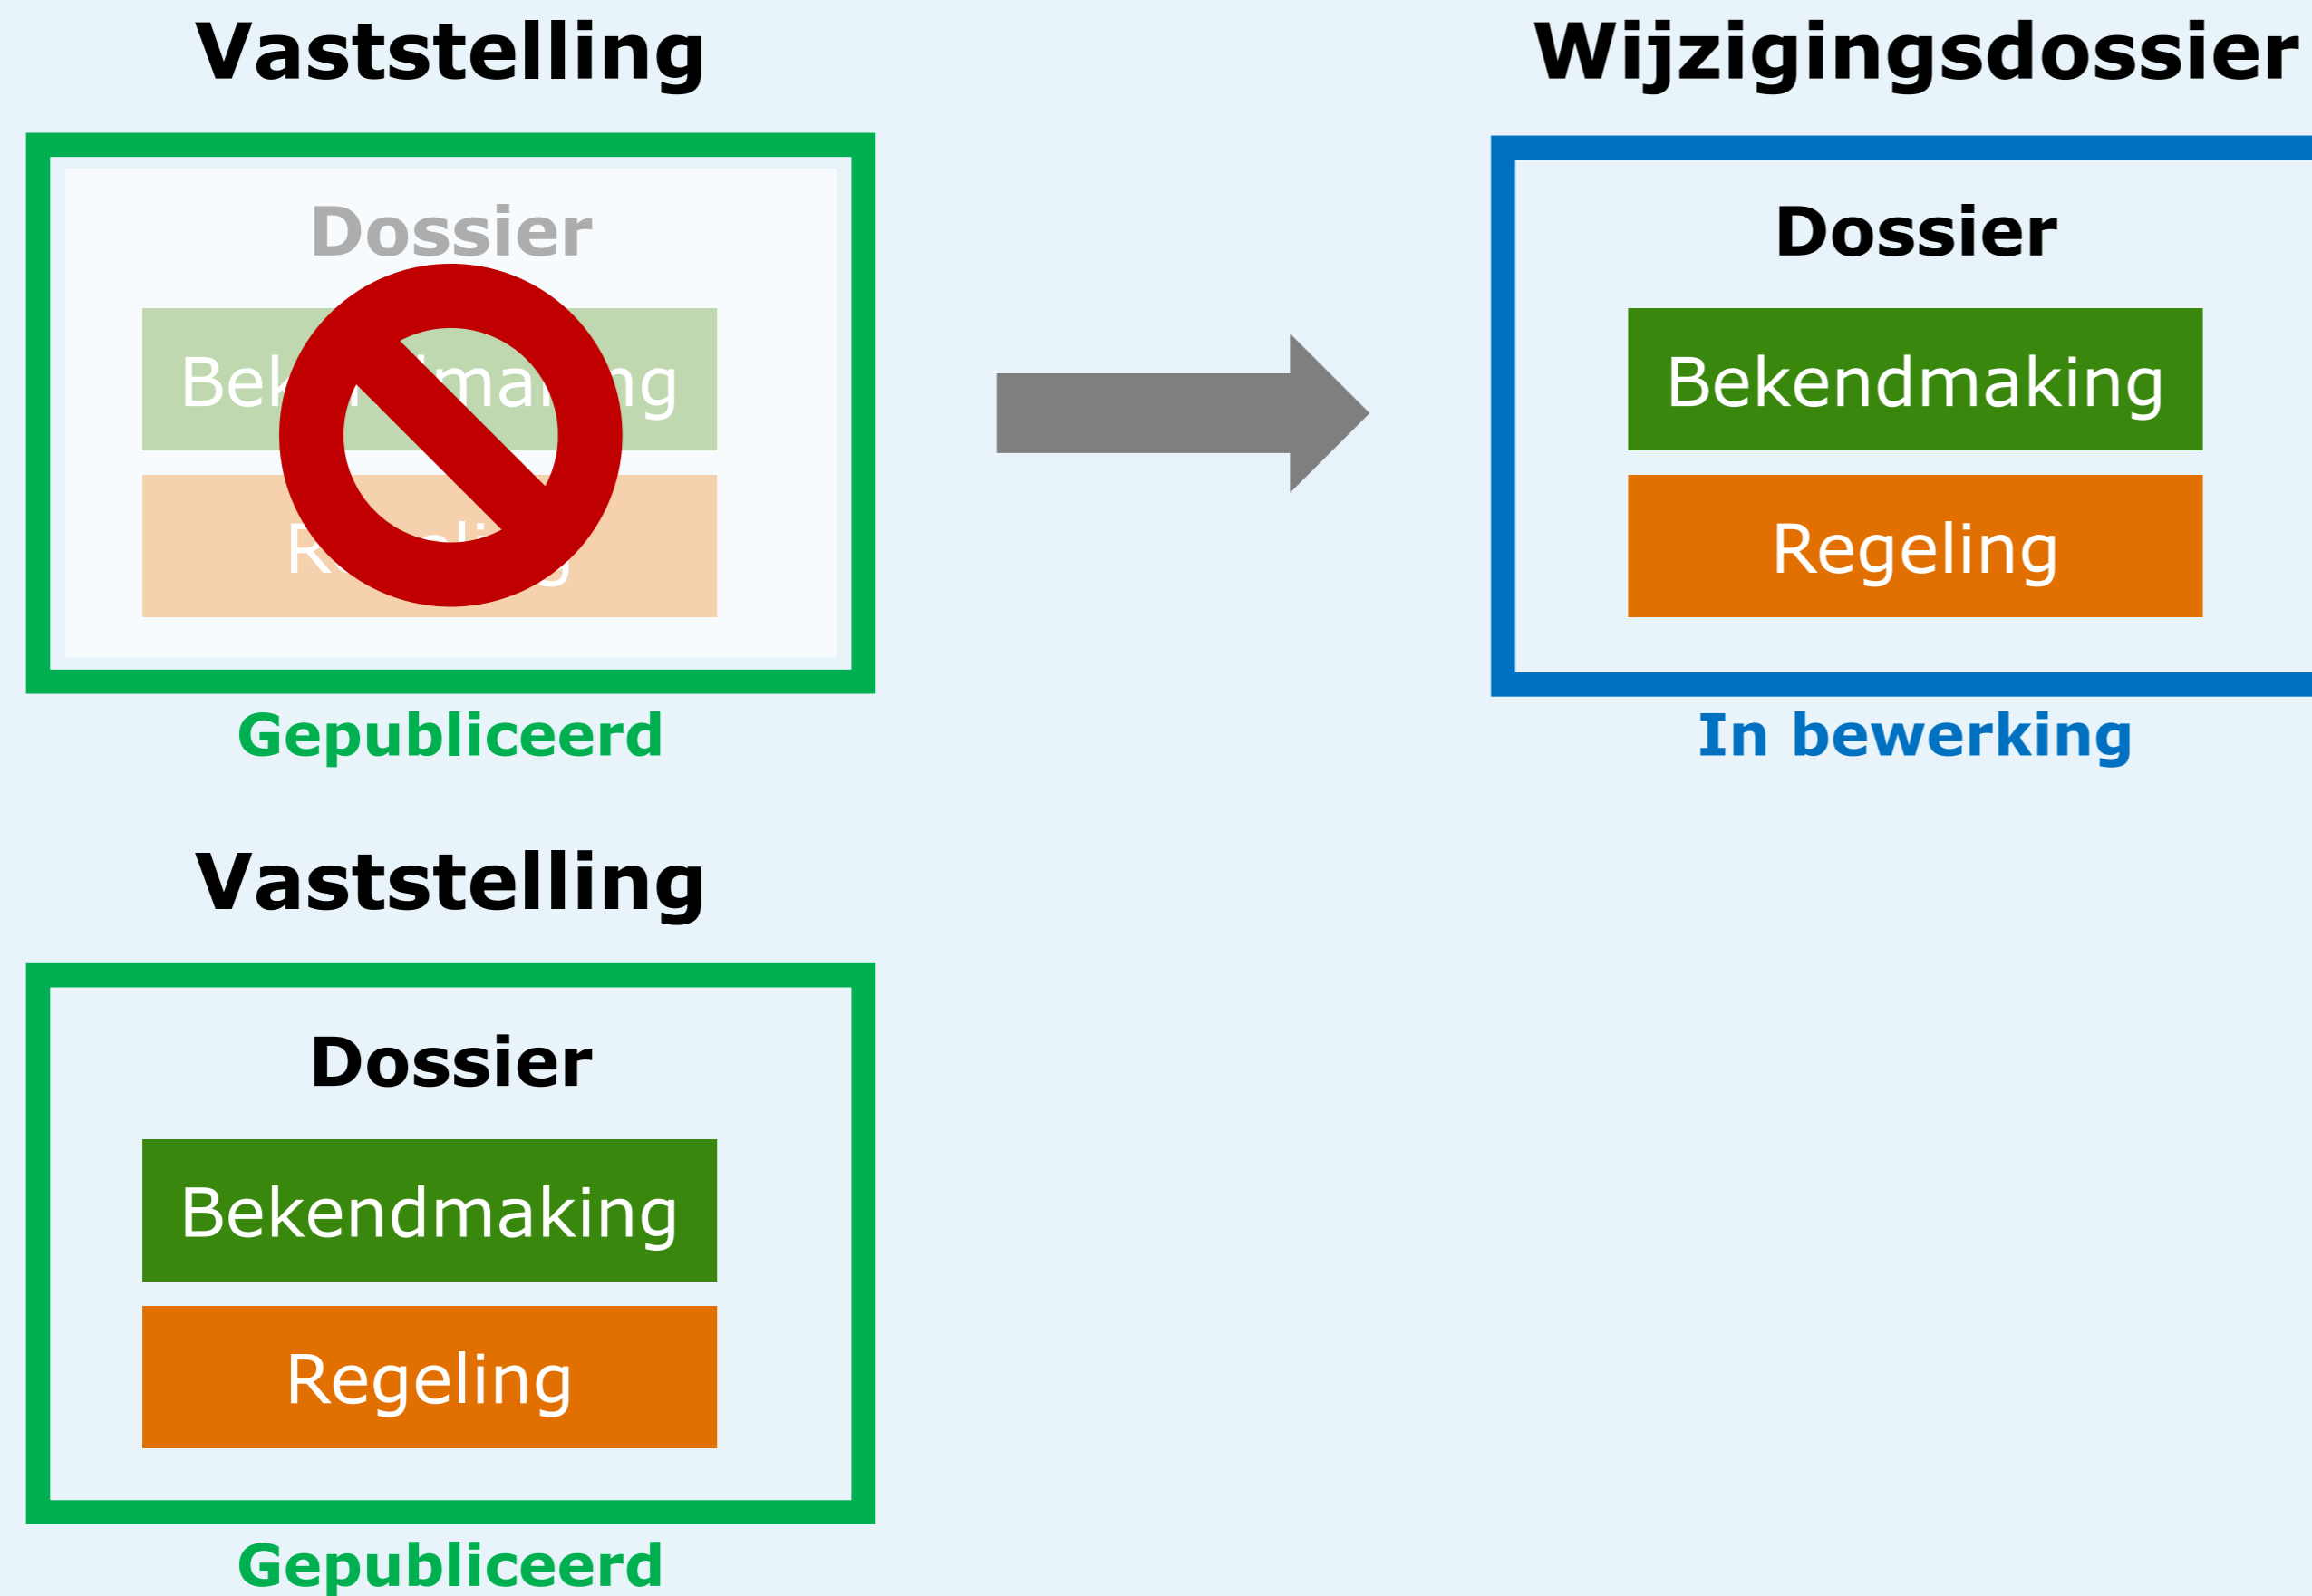 Vaststelling
Dossier
Gepubliceerd
Wijzigingsdossier
Dossier
Bekendmaking
Regeling
In bewerking
Vaststelling
Dossier
Bekendmaking
Regeling
Gepubliceerd